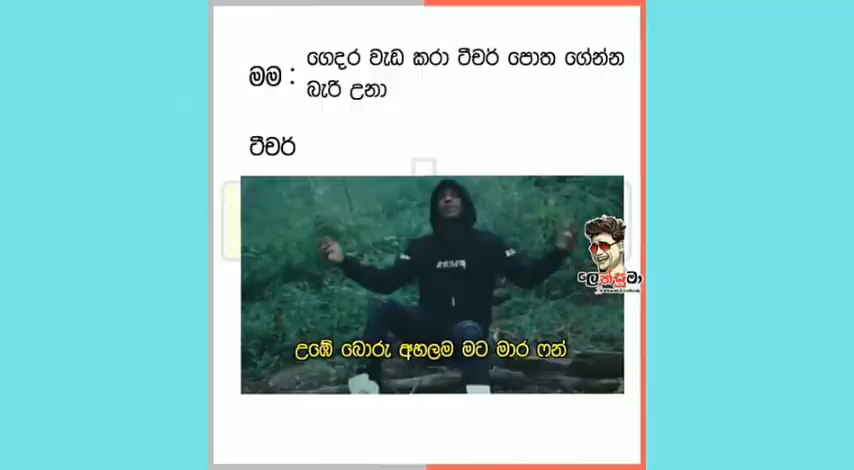 මම : ගෙදර වැඩ කරා ටීචර් පොත ගේන්න
බැරි උනා
ටීචර්
උඹේ බොරු අහලම මට මාර ෆන්